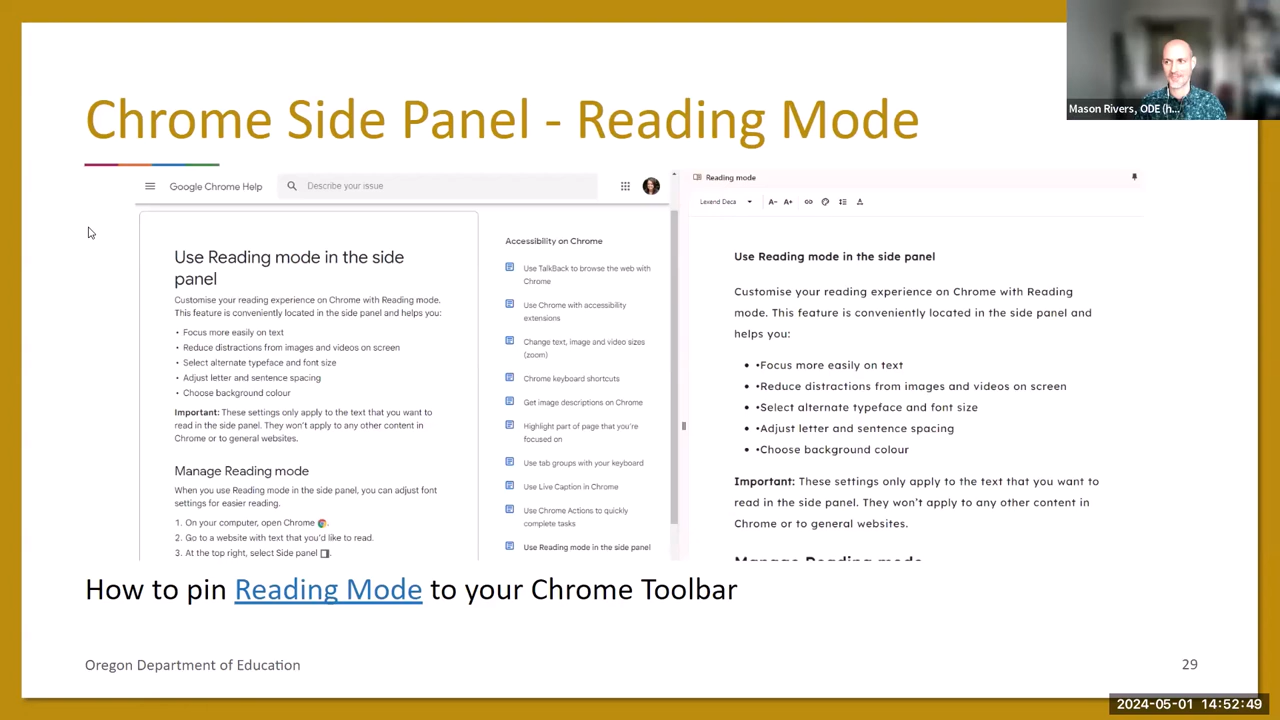 Mason Rivers, ODE (h...
Chrome Side Panel - Reading Mode
Google Chrome Help
Describe your issue
Use Reading mode in the side
panel
Customise your reading experience on Chrome with Reading mode.
This feature is conveniently located in the side panel and helps you:
• Focus more easily on text
• Reduce distractions from images and videos on screen
• Select alternate typeface and font size
• Adjust letter and sentence spacing
• Choose background colour
Important: These settings only apply to the text that you want to
read in the side panel. They won't apply to any other content in
Chrome or to general websites.
Manage Reading mode
When you use Reading mode in the side panel, you can adjust font
settings for easier reading.
1. On your computer, open Chrome
2. Go to a website with text that you'd like to read.
3. At the top right, select Side panel
Accessibility on Chrome
Use TalkBack to browse the web with
Chrome
Use Chrome with accessibility
extensions
Change text, image and video sizes
(zoom)
Chrome keyboard shortcuts
Get image descriptions on Chrome
Highlight part of page that you're
focused on
Use tab groups with your keyboard
Use Live Caption in Chrome
Use Chrome Actions to quickly
complete tasks
Use Reading mode in the side panel
Reading mode
Lexend Deca
A- A+
Use Reading mode in the side panel
Customise your reading experience on Chrome with Reading
mode. This feature is conveniently located in the side panel and
helps you:
• •Focus more easily on text
• •Reduce distractions from images and videos on screen
• •Select alternate typeface and font size
• •Adjust letter and sentence spacing
• •Choose background colour
Important: These settings only apply to the text that you want to
read in the side panel. They won't apply to any other content in
Chrome or to general websites.
Manage Reading mode
How to pin Reading Mode to your Chrome Toolbar
Oregon Department of Education
29
2024-05-01 14:52:49